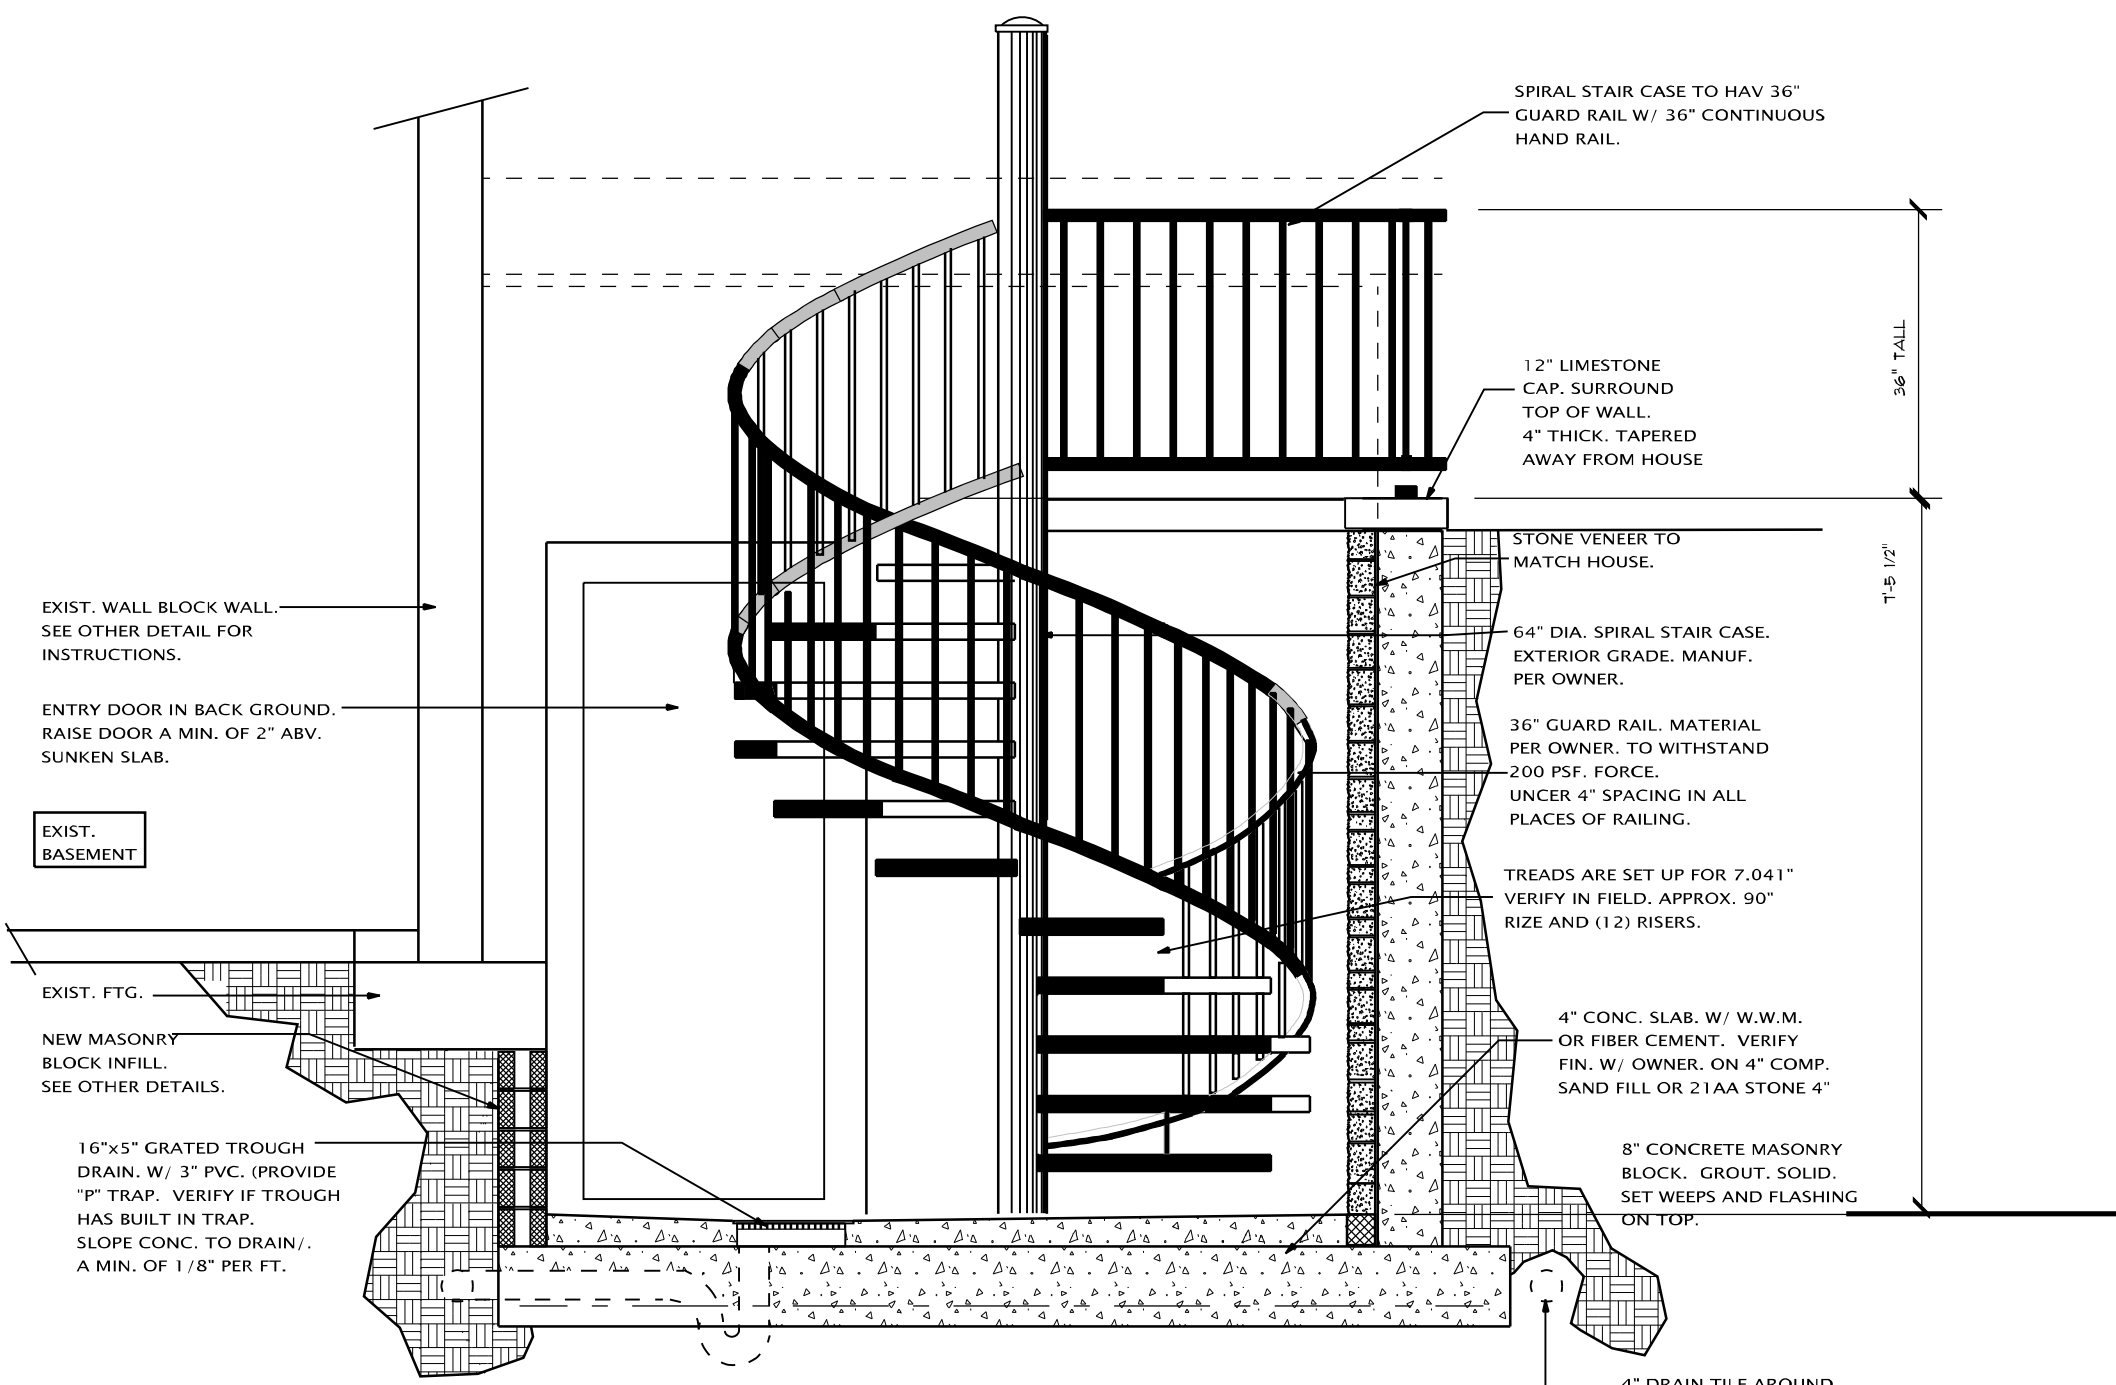 SPIRAL STAIR CASE TO HAV 36"
GUARD RAIL W/ 36" CONTINUOUS
HAND RAIL.
36" TALL
12" LIMESTONE
CAP. SURROUND
TOP OF WALL.
4" THICK. TAPERED
AWAY FROM HOUSE
STONE VENEER TO
MATCH HOUSE.
7'-5 1/2"
EXIST. WALL BLOCK WALL.
SEE OTHER DETAIL FOR
INSTRUCTIONS.
64" DIA. SPIRAL STAIR CASE.
EXTERIOR GRADE. MANUF.
PER OWNER.
ENTRY DOOR IN BACK GROUND.
RAISE DOOR A MIN. OF 2" ABV.
SUNKEN SLAB.
36" GUARD RAIL. MATERIAL
PER OWNER. TO WITHSTAND
200 PSF. FORCE.
UNCER 4" SPACING IN ALL
PLACES OF RAILING.
EXIST.
BASEMENT
TREADS ARE SET UP FOR 7.041"
VERIFY IN FIELD. APPROX. 90"
RIZE AND (12) RISERS.
EXIST. FTG.
NEW MASONRY
BLOCK INFILL.
SEE OTHER DETAILS.
4" CONC. SLAB. W/ W.W.M.
OR FIBER CEMENT. VERIFY
FIN. W/ OWNER. ON 4" COMP.
SAND FILL OR 21AA STONE 4"
16"x5" GRATED TROUGH
DRAIN. W/ 3" PVC. (PROVIDE
"P" TRAP. VERIFY IF TROUGH
HAS BUILT IN TRAP.
SLOPE CONC. TO DRAIN/.
A MIN. OF 1/8" PER FT.
8" CONCRETE MASONRY
BLOCK. GROUT. SOLID.
SET WEEPS AND FLASHING
ON TOP.
4" DRAIN TILE AROUND